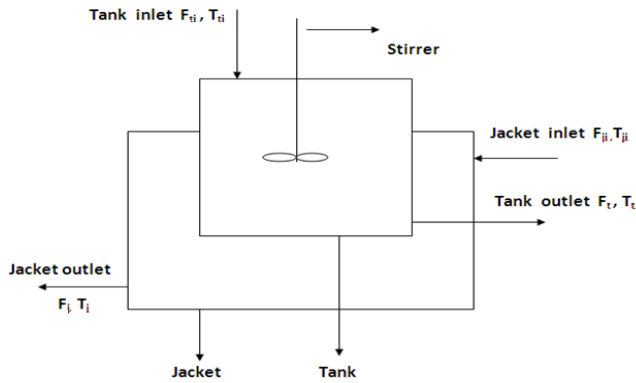 Tank inlet Fti, Tti
Stirrer
Jacket inlet Fji, Tji
Tank outlet Ft, Tt
Jacket outlet
Fj, Tj
Jacket
Tank